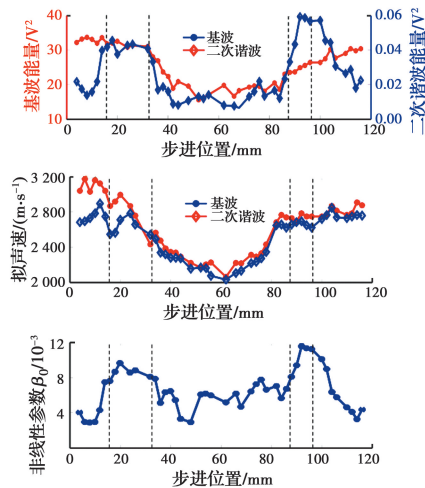 基波能量/V²
40
30
20
10
基波
二次谐波
0.06
0.04
0.02
0.00
二次谐波能量/V²
0 20 40 60 80 100 120
步进位置/mm
拟声速/(m·s⁻¹)
3 200
2 800
2 400
2 000
基波
二次谐波
0 20 40 60 80 100 120
步进位置/mm
非线性参数β₀/10⁻³
12
8
4
0 20 40 60 80 100 120
步进位置/mm